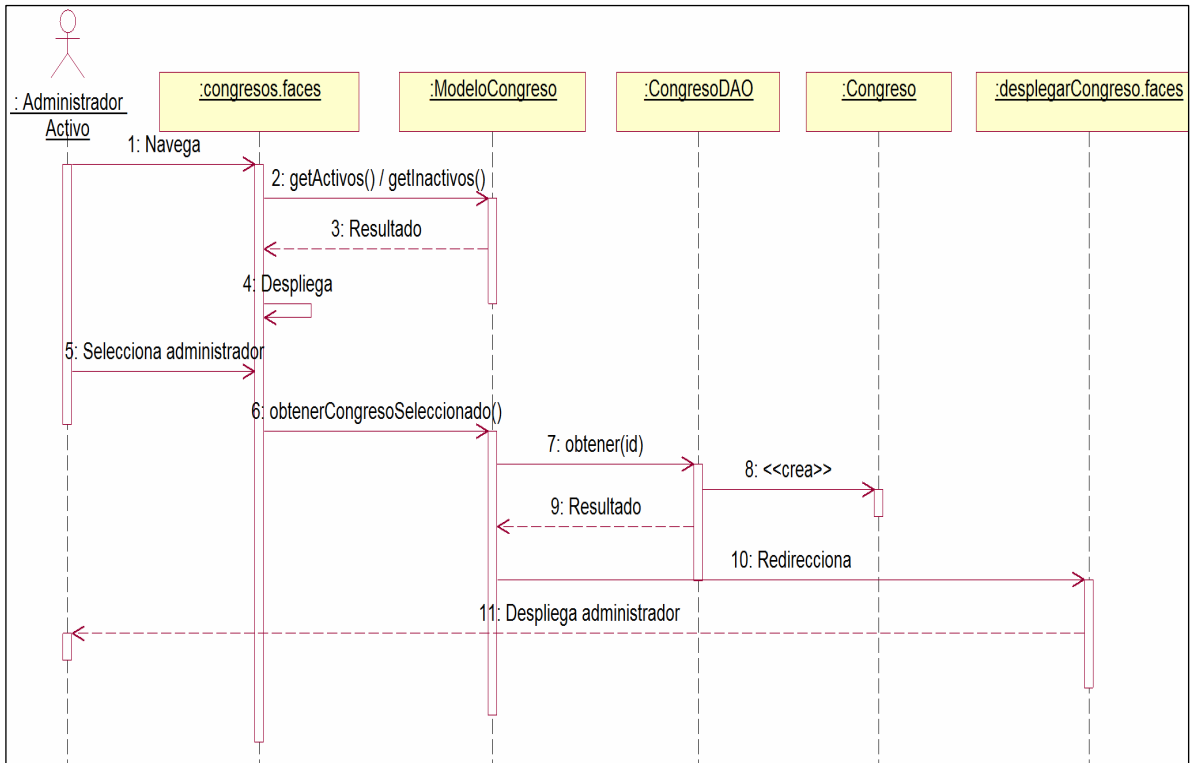 : Administrador
Activo
:congresos.faces
:ModeloCongreso
:CongresoDAO
:Congreso
:desplegarCongreso.faces
1: Navega
2: getActivos() / getInactivos()
3: Resultado
4: Despliega
5: Selecciona administrador
6: obtenerCongresoSeleccionado()
7: obtener(id)
8: <<crea>>
9: Resultado
10: Redirecciona
11: Despliega administrador